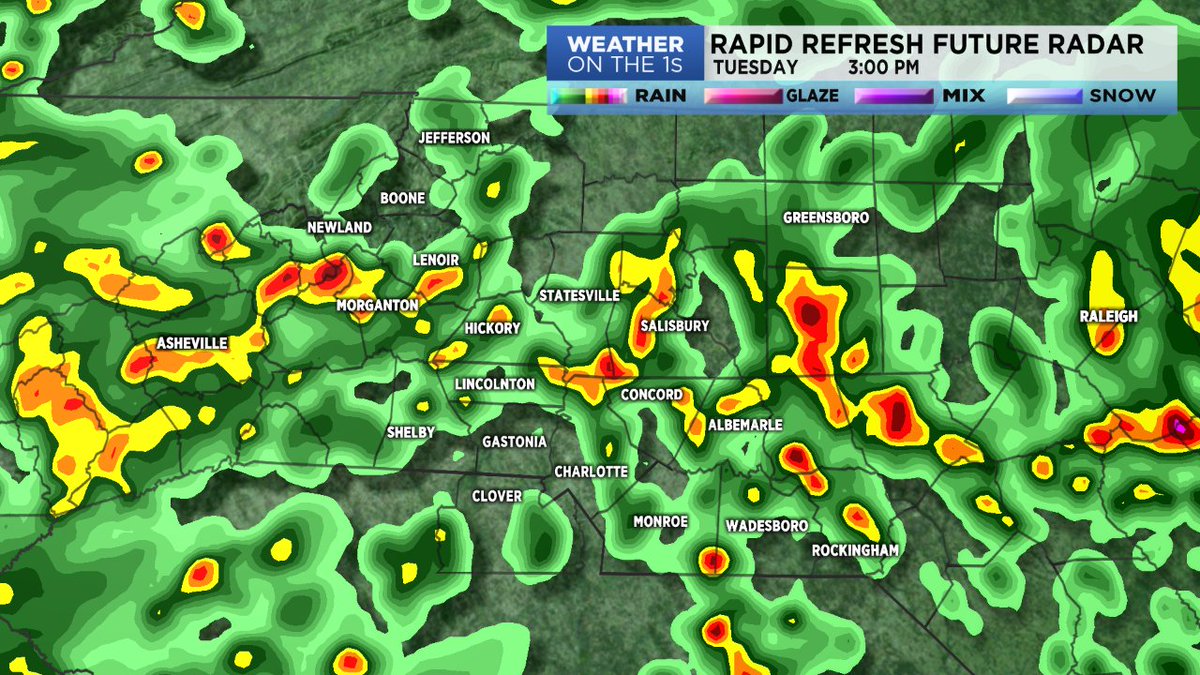 WEATHER
ON THE 1s
RAPID REFRESH FUTURE RADAR
TUESDAY 3:00 PM
RAIN GLAZE MIX SNOW
JEFFERSON
BOONE
NEWLAND
GREENSBORO
LENOIR
MORGANTON
STATESVILLE
HICKORY
SALISBURY
RALEIGH
ASHEVILLE
LINCOLNTON
CONCORD
SHELBY
ALBEMARLE
GASTONIA
CHARLOTTE
CLOVER
MONROE
WADESBORO
ROCKINGHAM